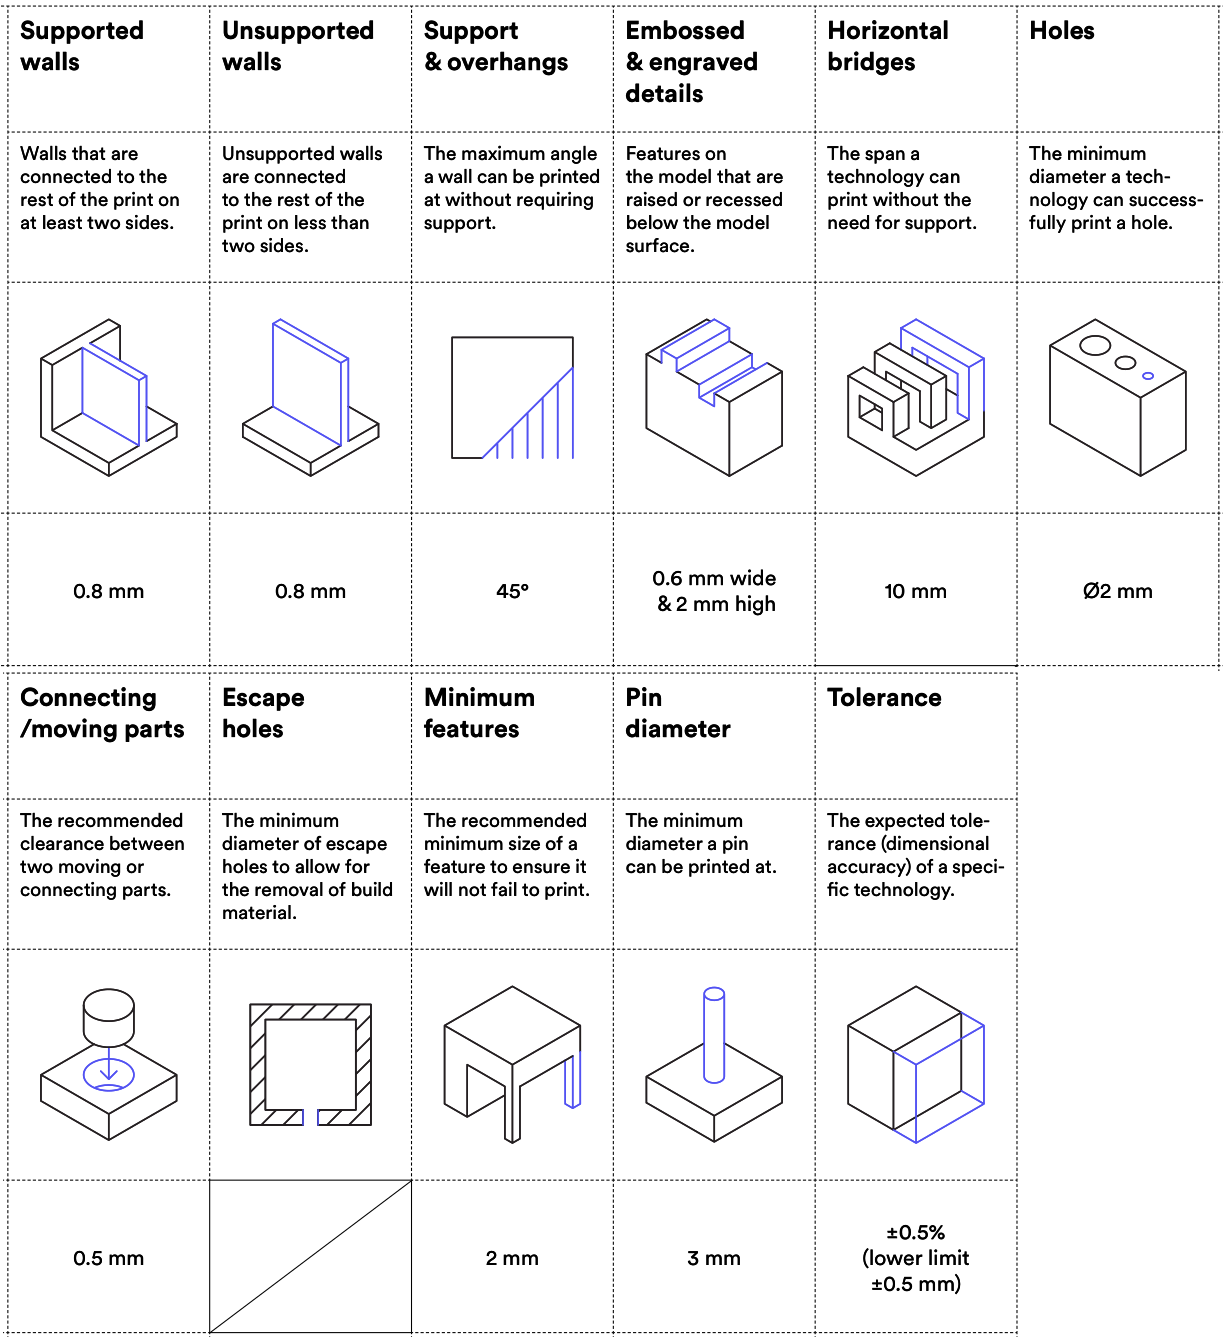 Supported
walls
Unsupported
walls
Support
& overhangs
Embossed
& engraved
details
Horizontal
bridges
Holes
Walls that are
connected to the
rest of the print on
at least two sides.
Unsupported walls
are connected
to the rest of the
print on less than
two sides.
The maximum angle
a wall can be printed
at without requiring
support.
Features on
the model that are
raised or recessed
below the model
surface.
The span a
technology can
print without the
need for support.
The minimum
diameter a tech-
nology can success-
fully print a hole.
0.8 mm
0.8 mm
45°
0.6 mm wide
& 2 mm high
10 mm
Ø2 mm
Connecting
/moving parts
Escape
holes
Minimum
features
Pin
diameter
Tolerance
The recommended
clearance between
two moving or
connecting parts.
The minimum
diameter of escape
holes to allow for
the removal of build
material.
The recommended
minimum size of a
feature to ensure it
will not fail to print.
The minimum
diameter a pin
can be printed at.
The expected tole-
rance (dimensional
accuracy) of a speci-
fic technology.
0.5 mm
2 mm
3 mm
±0.5%
(lower limit
±0.5 mm)